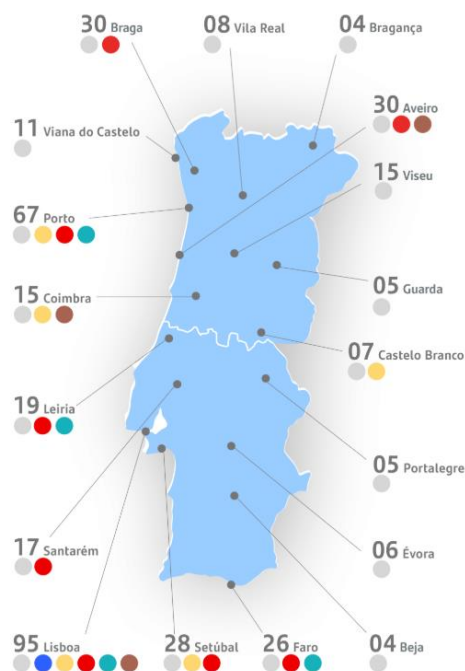 30 Braga
08 Vila Real
04 Bragança
30 Aveiro
11 Viana do Castelo
15 Viseu
67 Porto
05 Guarda
15 Coimbra
07 Castelo Branco
19 Leiria
05 Portalegre
17 Santarém
06 Évora
95 Lisboa
28 Setúbal
26 Faro
04 Beja